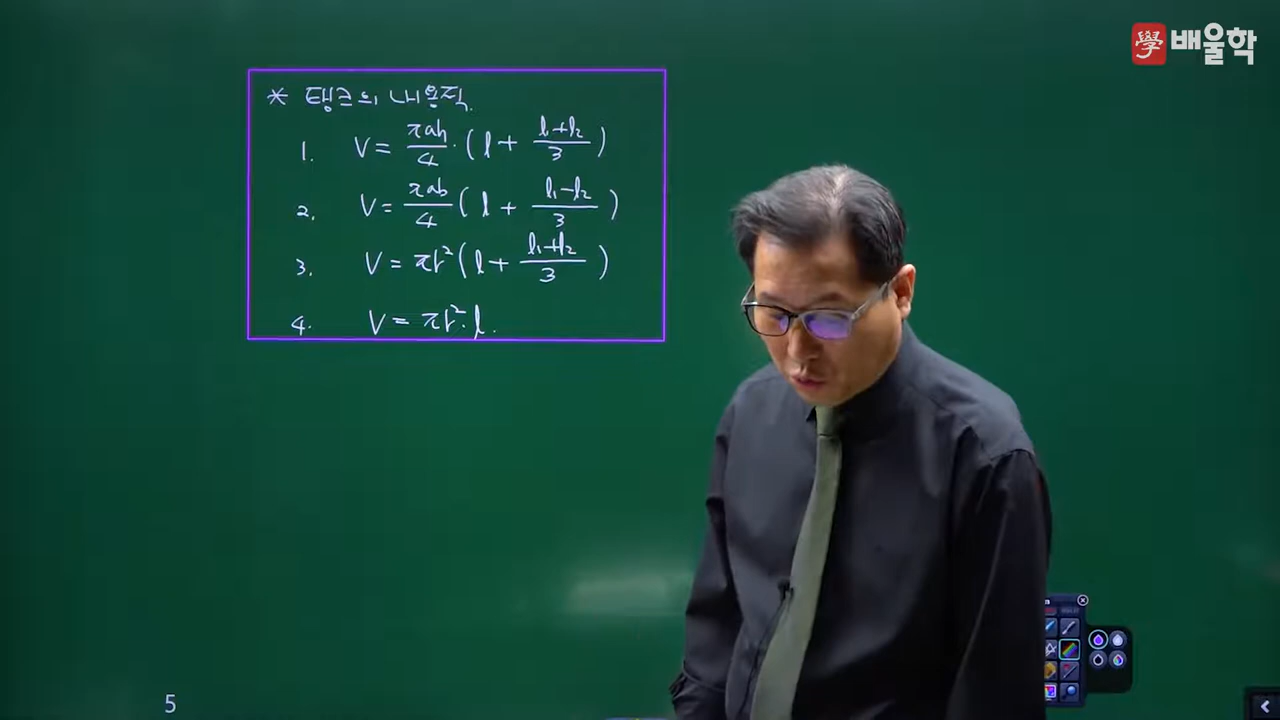 學 배울학
* 탱크의 내용적.
1. V = πab/4 · (l + l₁+l₂/3)
2. V = πab/4 (l + l₁-l₂/3)
3. V = πr² (l + l₁+l₂/3)
4. V = πr² · l.
5